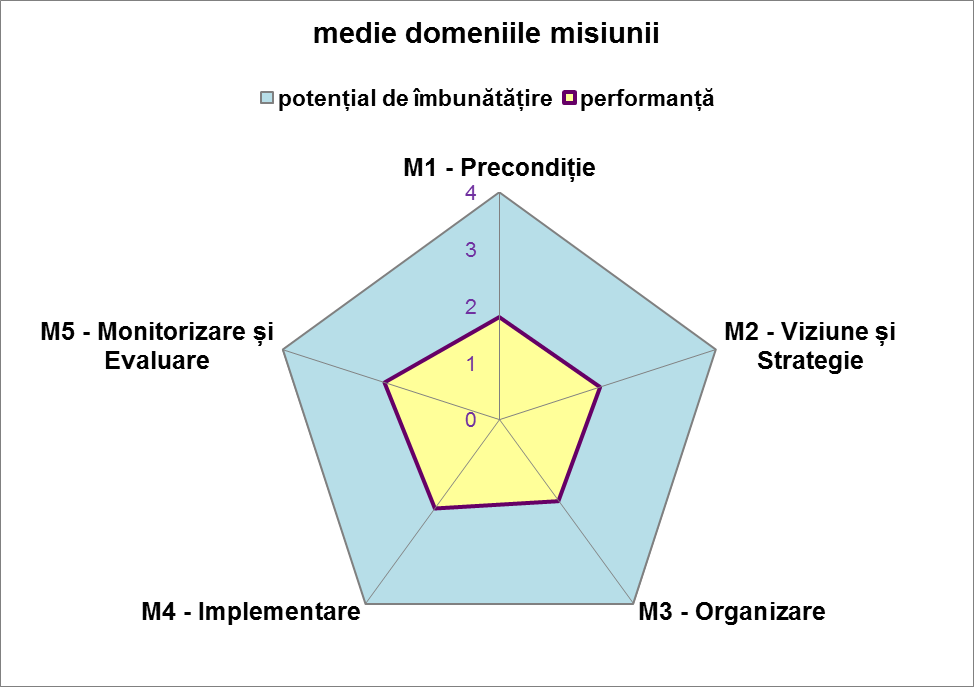 medie domeniile misiunii
potențial de îmbunătățire performanță
M1 - Precondiție
4
3
2
1
0
M2 - Viziune și
Strategie
M3 - Organizare
M4 - Implementare
M5 - Monitorizare și
Evaluare